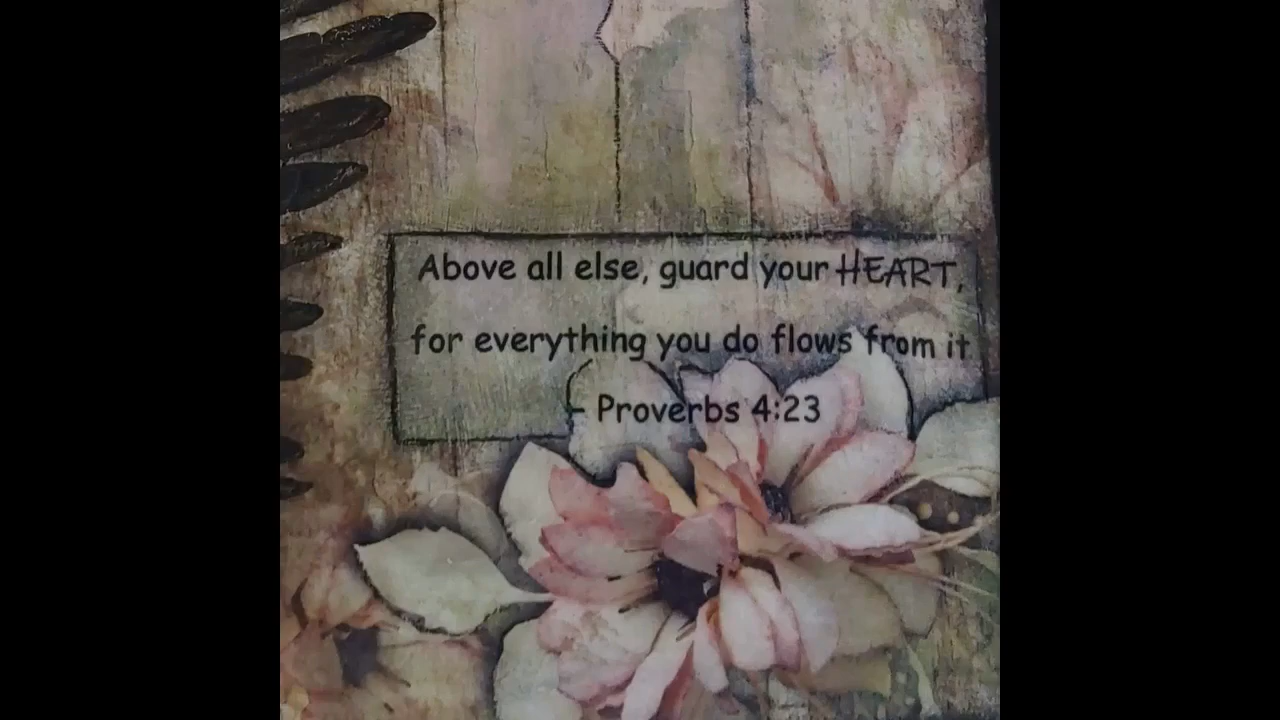 Above all else, guard your HEART,
for everything you do flows from it
- Proverbs 4:23